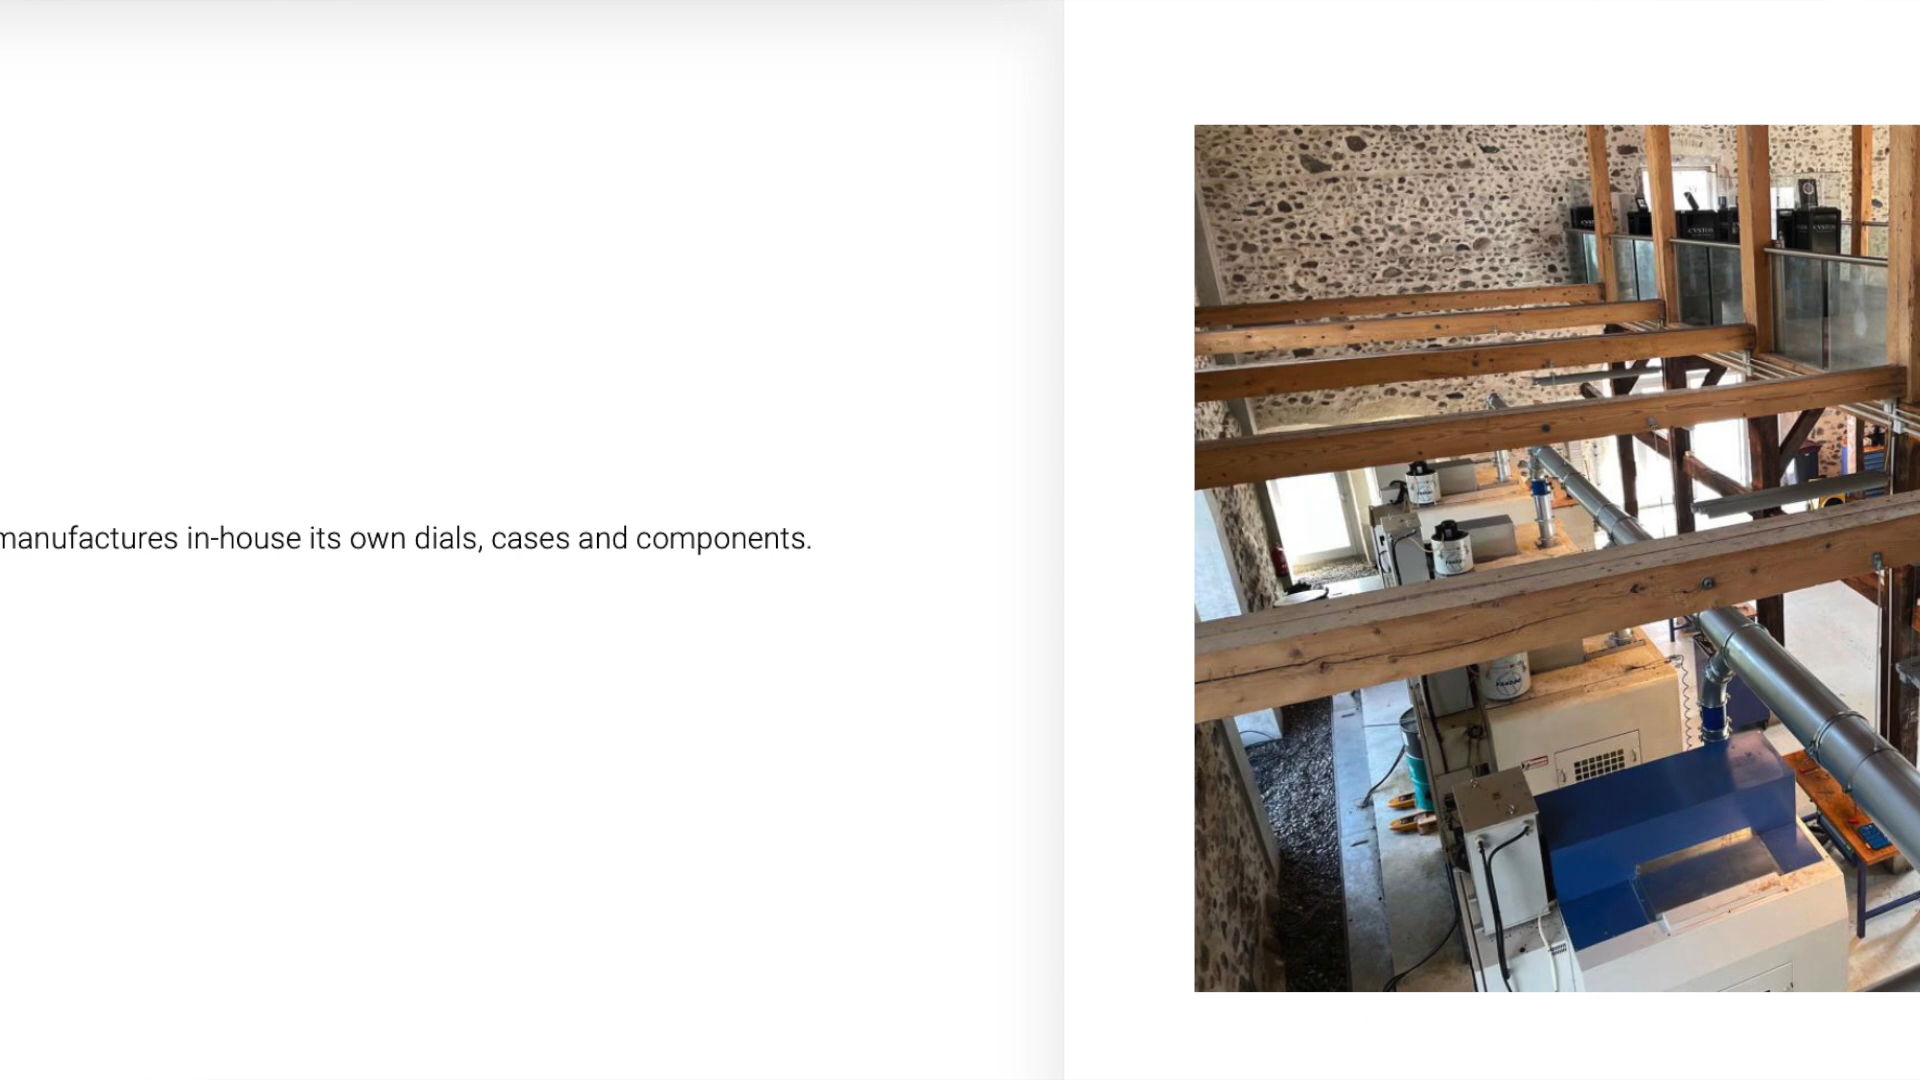 manufactures in-house its own dials, cases and components.